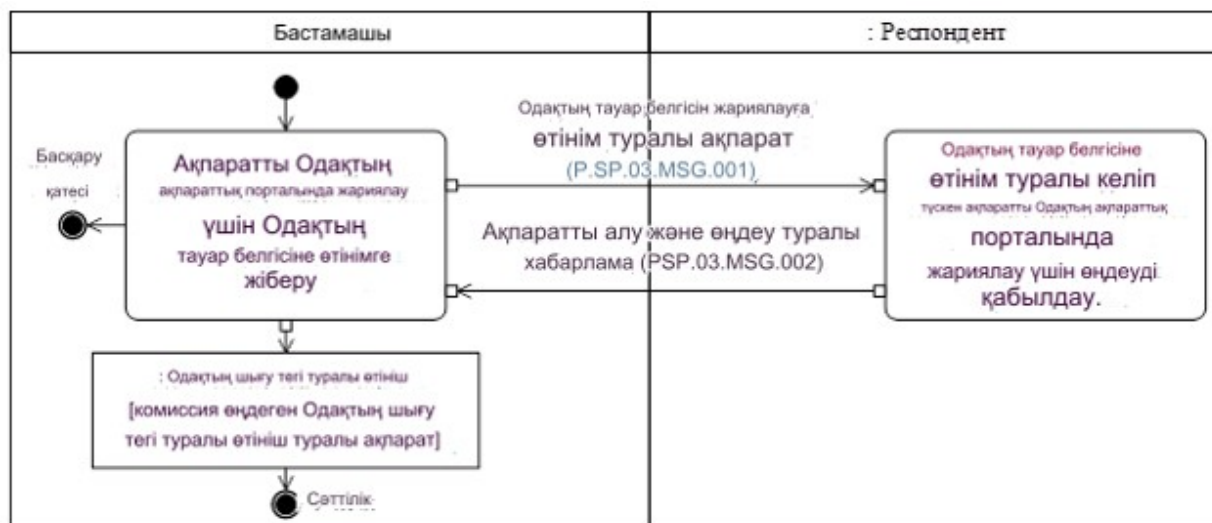 Бастамашы
: Респондент
Одақтың тауар белгісін жариялауға
өтінім туралы ақпарат
(P.SP.03.MSG.001)
Басқару
қатесі
Ақпаратты Одақтың
ақпараттық порталында жариялау
үшін Одақтың
тауар белгісіне өтінімге
жіберу
Ақпаратты алу және өңдеу туралы
хабарлама (PSP.03.MSG.002)
Одақтың тауар белгісіне
өтінім туралы келіп
түскен ақпаратты Одақтың ақпараттық
порталында
жариялау үшін өңдеуді
қабылдау.
: Одақтың шығу тегі туралы өтініш
[комиссия өңдеген Одақтың шығу
тегі туралы өтініш туралы ақпарат]
Сәттілік